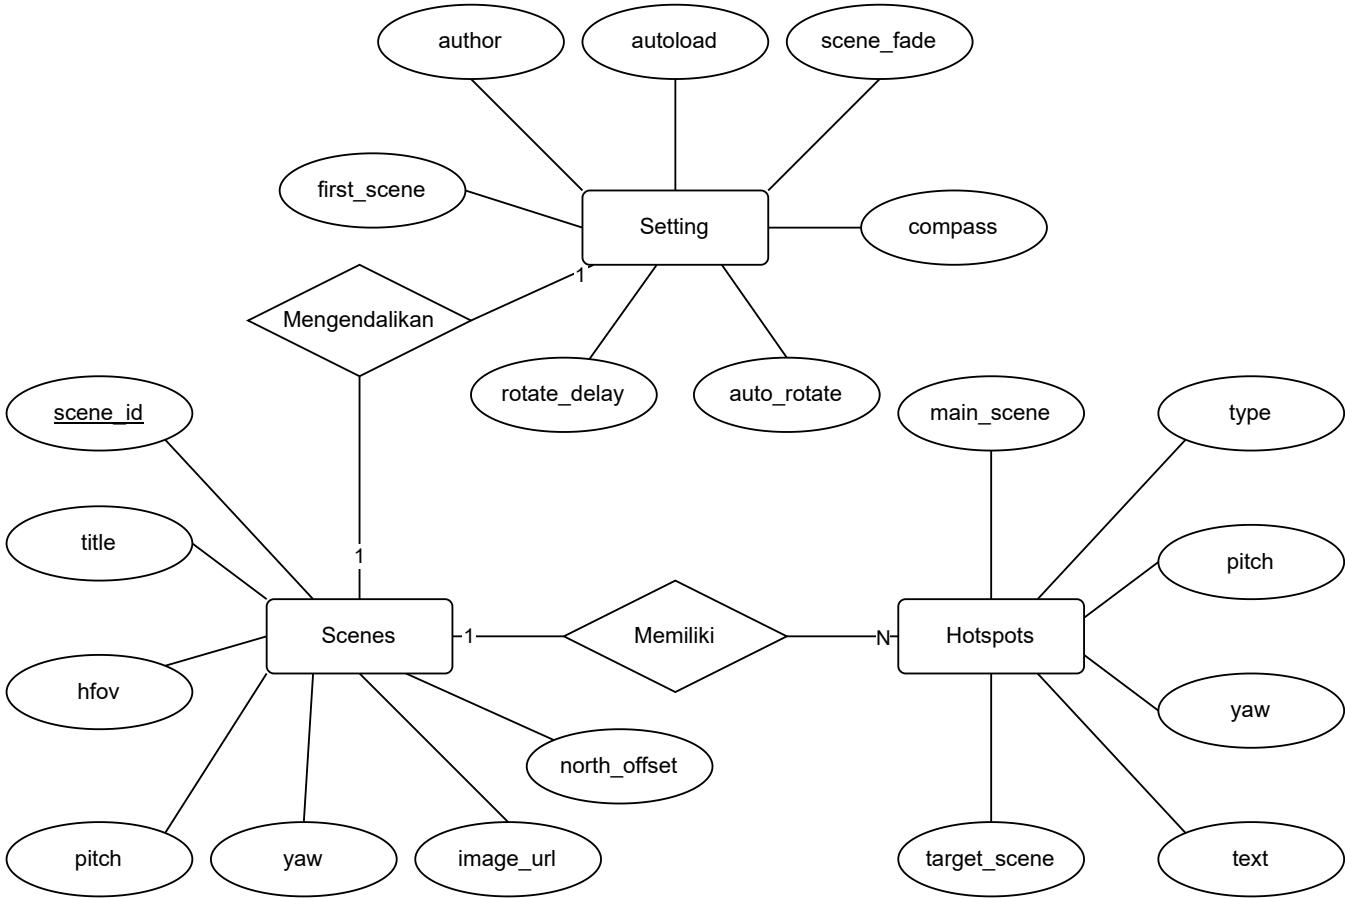 author
autoload
scene_fade
first_scene
Setting
compass
1
Mengendalikan
rotate_delay
auto_rotate
scene_id
main_scene
type
title
1
pitch
Scenes
1
Memiliki
N
Hotspots
hfov
yaw
north_offset
pitch
yaw
image_url
target_scene
text